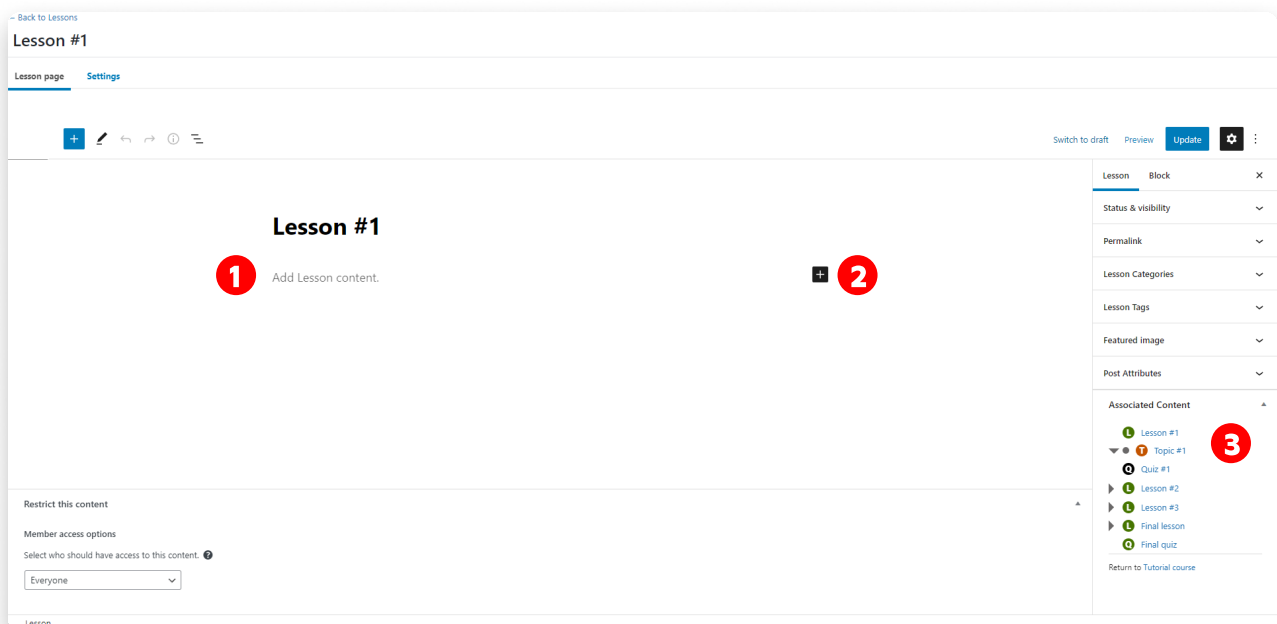 ← Back to Lessons
Lesson #1
Lesson page Settings
Switch to draft Preview Update
Lesson Block
Status & visibility
Permalink
Lesson Categories
Lesson Tags
Featured image
Post Attributes
Lesson #1
1 Add Lesson content. 2
Associated Content
L Lesson #1
T Topic #1
Q Quiz #1
L Lesson #2
L Lesson #3
L Final lesson
Q Final quiz
3
Return to Tutorial course
Restrict this content
Member access options
Select who should have access to this content.
Everyone
Lesson